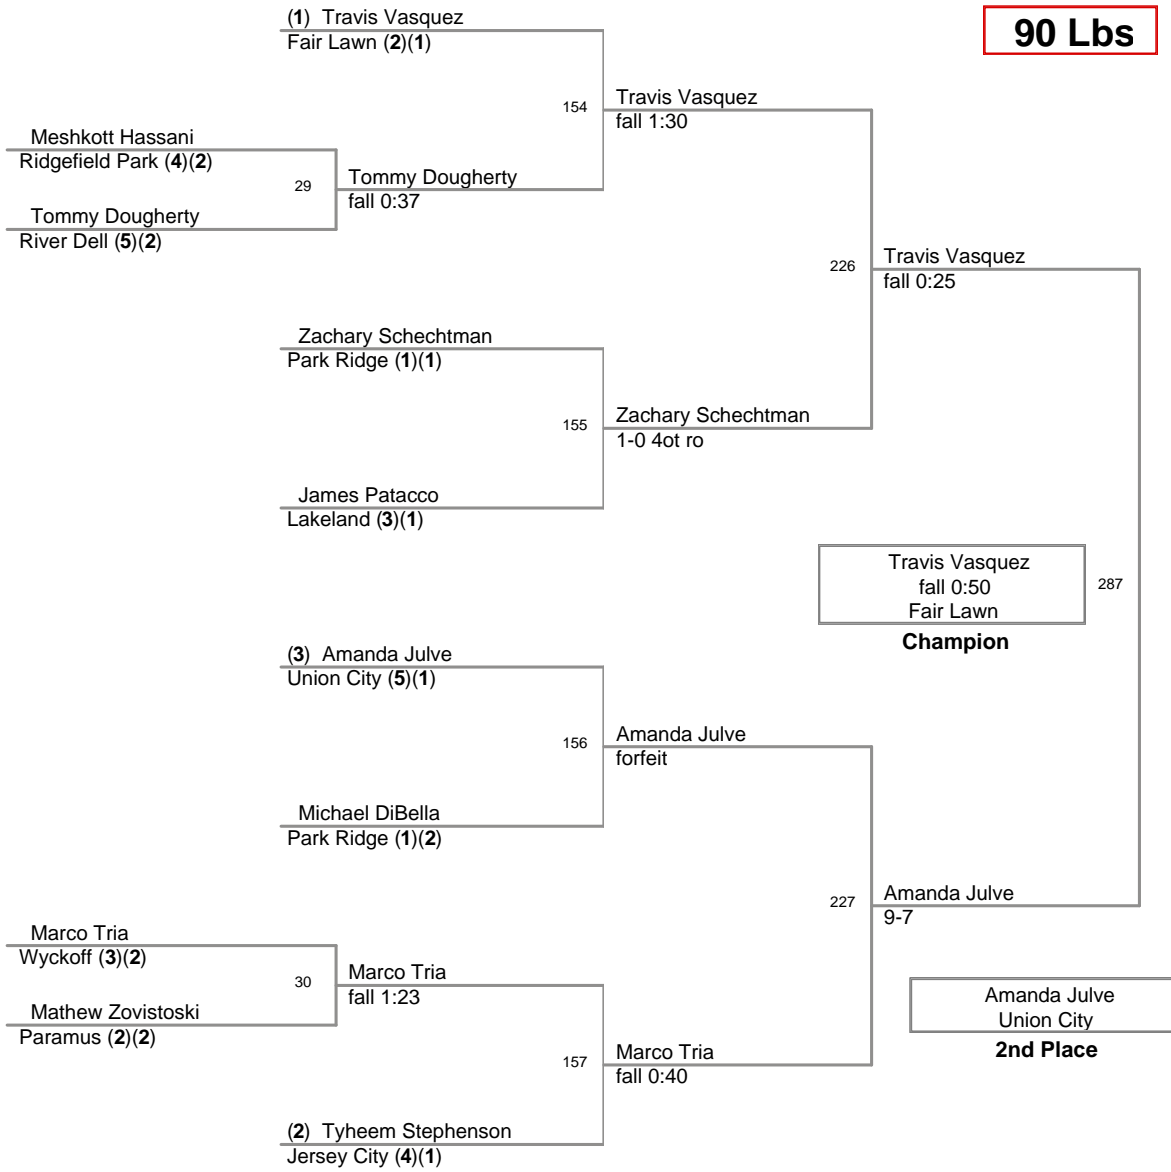 (1) Travis Vasquez
Fair Lawn (2)(1)
90 Lbs
154
Travis Vasquez
fall 1:30
Meshkott Hassani
Ridgefield Park (4)(2)
29
Tommy Dougherty
fall 0:37
Tommy Dougherty
River Dell (5)(2)
226
Travis Vasquez
fall 0:25
Zachary Schechtman
Park Ridge (1)(1)
155
Zachary Schechtman
1-0 4ot ro
James Patacco
Lakeland (3)(1)
Travis Vasquez
fall 0:50
Fair Lawn
287
Champion
(3) Amanda Julve
Union City (5)(1)
156
Amanda Julve
forfeit
Michael DiBella
Park Ridge (1)(2)
227
Amanda Julve
9-7
Marco Tria
Wyckoff (3)(2)
30
Marco Tria
fall 1:23
Mathew Zovistoski
Paramus (2)(2)
Amanda Julve
Union City
2nd Place
157
Marco Tria
fall 0:40
(2) Tyheem Stephenson
Jersey City (4)(1)